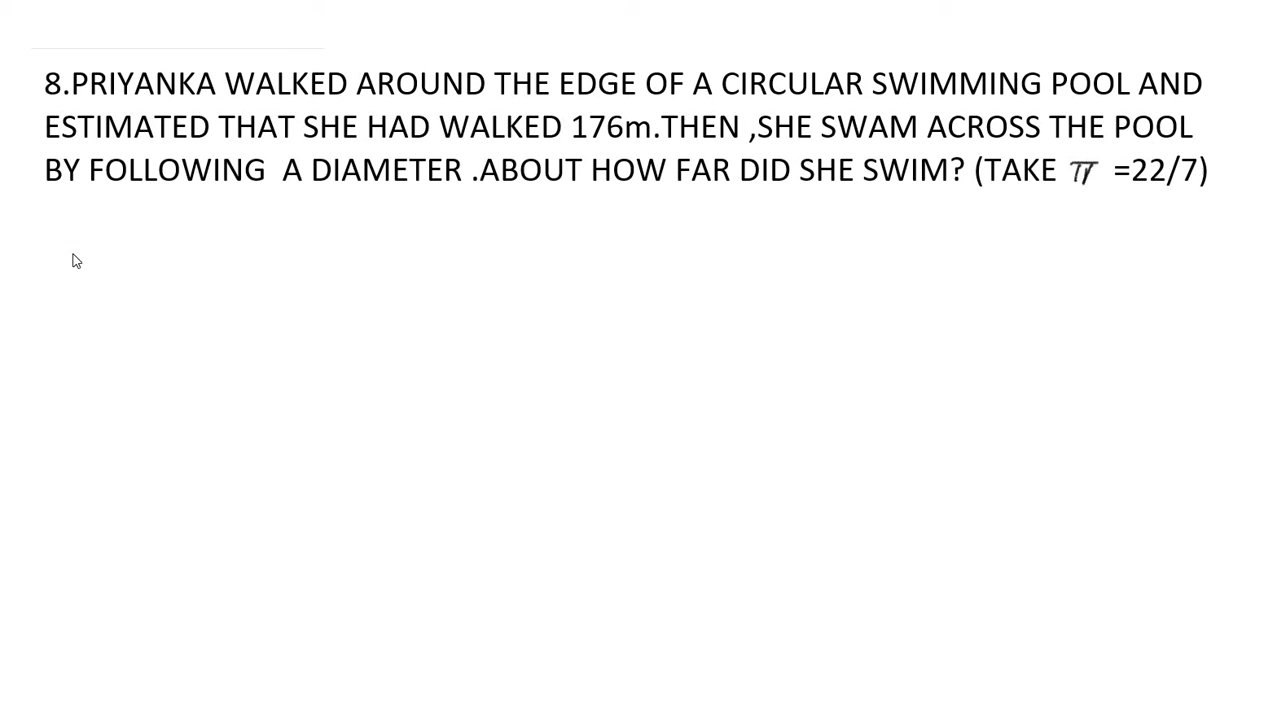 8.PRIYANKA WALKED AROUND THE EDGE OF A CIRCULAR SWIMMING POOL AND
ESTIMATED THAT SHE HAD WALKED 176m.THEN ,SHE SWAM ACROSS THE POOL
BY FOLLOWING  A DIAMETER .ABOUT HOW FAR DID SHE SWIM? (TAKE π =22/7)